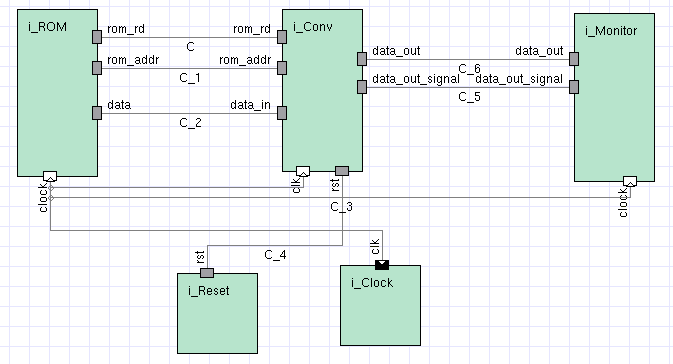 i_ROM
i_Conv
i_Monitor
rom_rd
rom_rd
C
rom_addr
rom_addr
C_1
data_out
data_out
C_6
data_out_signal
data_out_signal
C_5
data
data_in
C_2
clock
clk
rst
clock
C_3
rst
C_4
clk
i_Reset
i_Clock